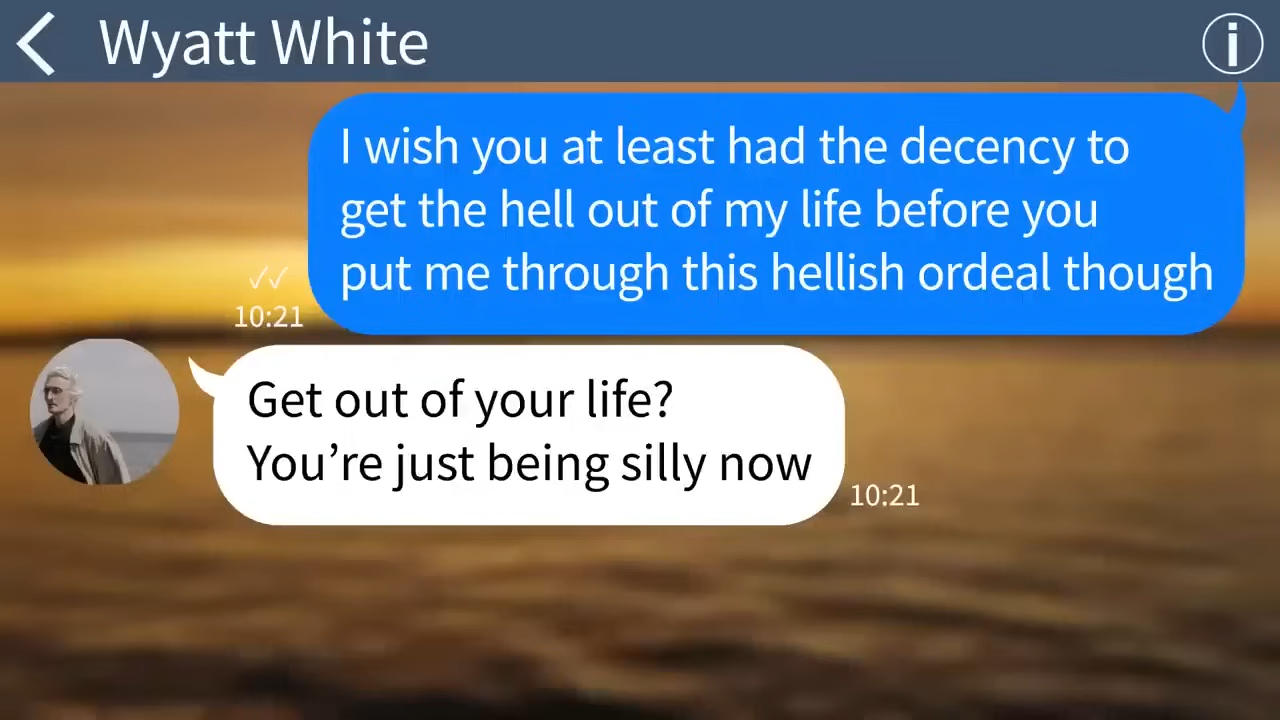 Wyatt White
I wish you at least had the decency to
get the hell out of my life before you
put me through this hellish ordeal though
10:21
Get out of your life?
You’re just being silly now
10:21